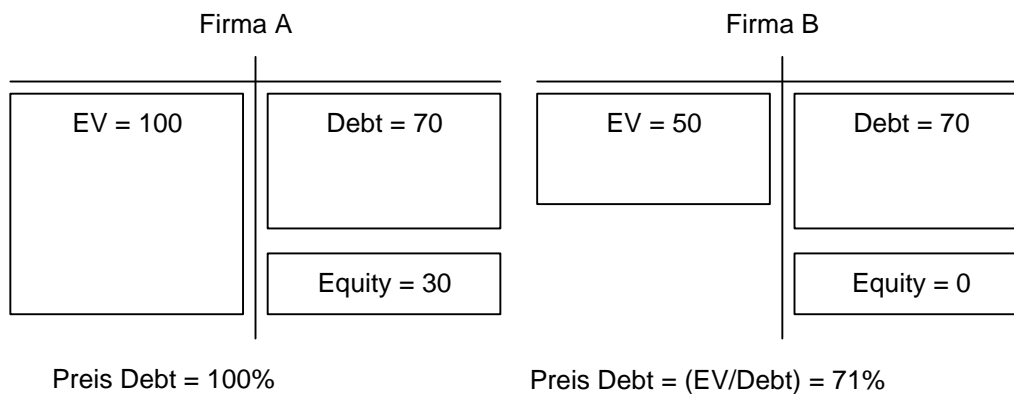 Firma A
EV = 100
Debt = 70
Equity = 30
Preis Debt = 100%
Firma B
EV = 50
Debt = 70
Equity = 0
Preis Debt = (EV/Debt) = 71%